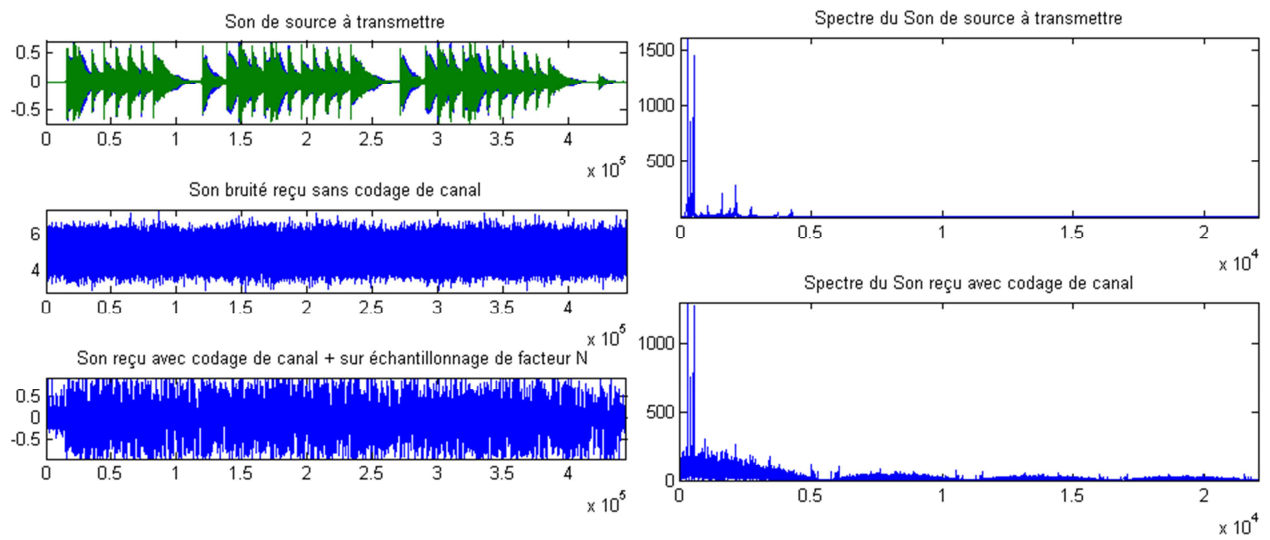 Son de source à transmettre
0.5
0
-0.5
0 0.5 1 1.5 2 2.5 3 3.5 4
x 10^5
Son bruité reçu sans codage de canal
6
4
0 0.5 1 1.5 2 2.5 3 3.5 4
x 10^5
Son reçu avec codage de canal + sur échantillonnage de facteur N
0.5
0
-0.5
0 0.5 1 1.5 2 2.5 3 3.5 4
x 10^5
Spectre du Son de source à transmettre
1500
1000
500
0 0.5 1 1.5 2
x 10^4
Spectre du Son reçu avec codage de canal
1000
500
0
0 0.5 1 1.5 2
x 10^4